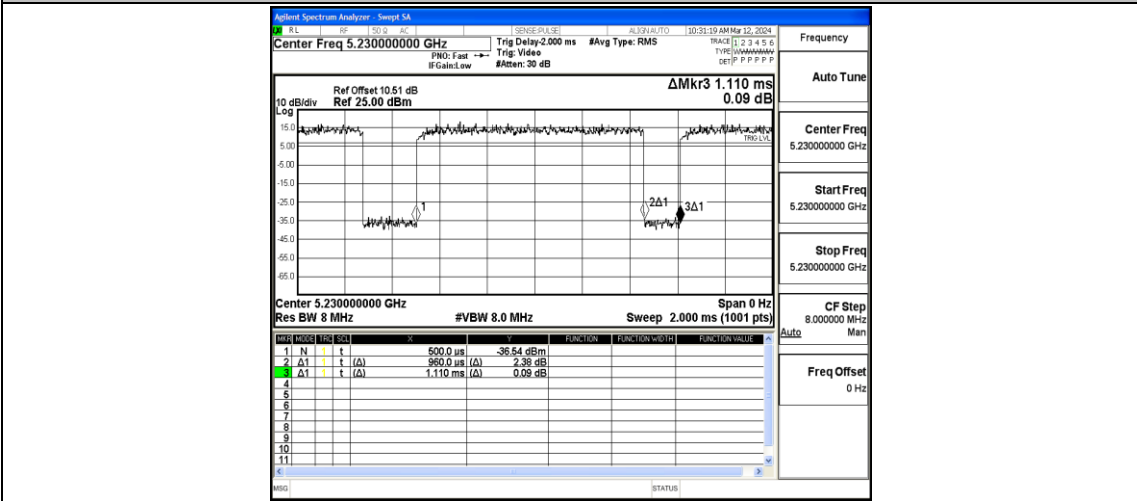 Agilent Spectrum Analyzer - Swept SA
RL RF 50 Ω AC SENSE:PULSE ALIGN AUTO 10:31:19 AM Mar 12, 2024
Center Freq 5.230000000 GHz
PNO: Fast
IFGain:Low
Trig Delay-2.000 ms
Trig: Video
#Atten: 30 dB
#Avg Type: RMS
TRACE 1 2 3 4 5 6
TYPE
DET P P P P P P
ΔMkr3 1.110 ms
0.09 dB
Ref Offset 10.51 dB
10 dB/div Ref 25.00 dBm
Log
15.0
5.00
-5.00
-15.0
-25.0
-35.0
-45.0
-55.0
-65.0
TRIG LVL
1
2Δ1
3Δ1
Center 5.230000000 GHz Span 0 Hz
Res BW 8 MHz #VBW 8.0 MHz Sweep 2.000 ms (1001 pts)
MKR MODE TRC SCL X Y FUNCTION FUNCTION WIDTH FUNCTION VALUE
1 N 1 t 500.0 µs -36.54 dBm
2 Δ1 1 t (Δ) 960.0 µs (Δ) 2.38 dB
3 Δ1 1 t (Δ) 1.110 ms (Δ) 0.09 dB
4
5
6
7
8
9
10
11
MSG STATUS
Frequency
Auto Tune
Center Freq
5.230000000 GHz
Start Freq
5.230000000 GHz
Stop Freq
5.230000000 GHz
CF Step
8.000000 MHz
Auto Man
Freq Offset
0 Hz